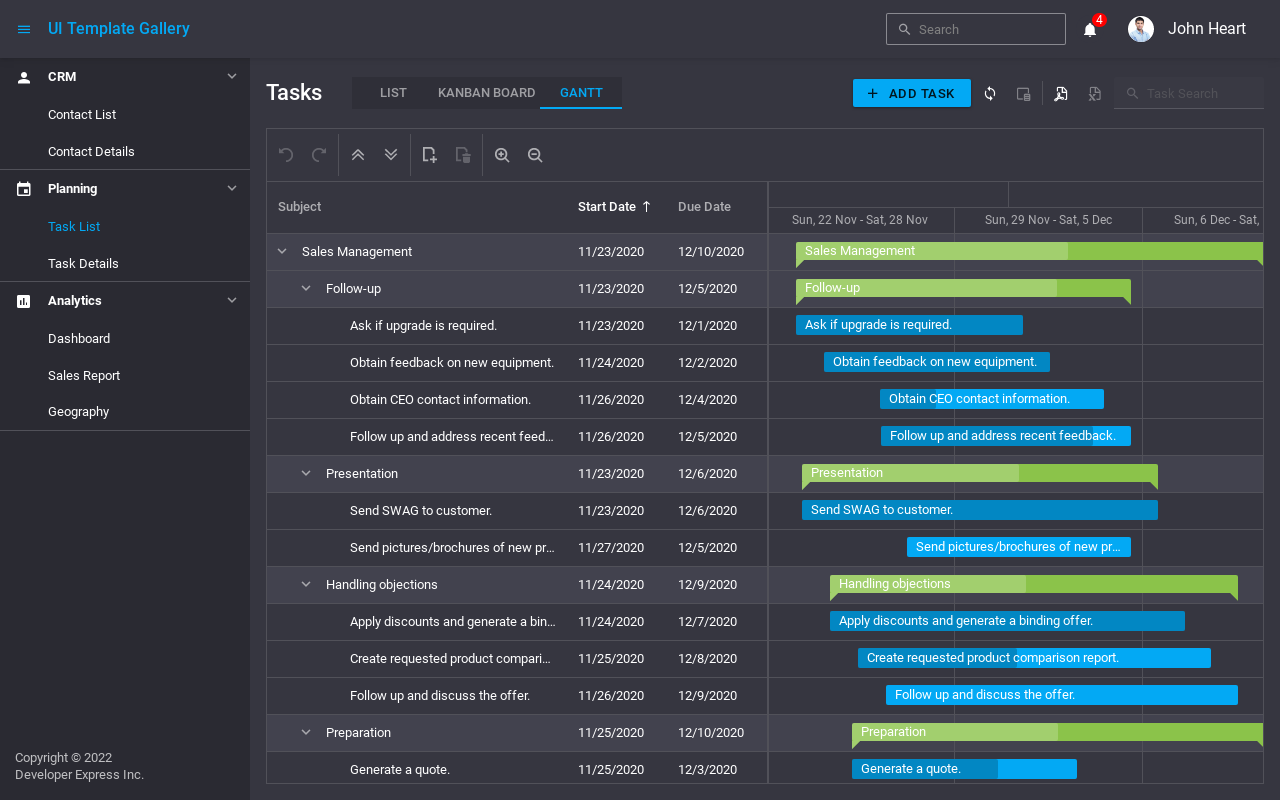 UI Template Gallery
Search
4
John Heart
CRM
Contact List
Contact Details
Planning
Task List
Task Details
Analytics
Dashboard
Sales Report
Geography
Copyright © 2022
Developer Express Inc.
Tasks
LIST KANBAN BOARD GANTT
ADD TASK
Task Search
Subject Start Date Due Date
Sun, 22 Nov - Sat, 28 Nov Sun, 29 Nov - Sat, 5 Dec Sun, 6 Dec - Sat,
Sales Management 11/23/2020 12/10/2020 Sales Management
Follow-up 11/23/2020 12/5/2020 Follow-up
Ask if upgrade is required. 11/23/2020 12/1/2020 Ask if upgrade is required.
Obtain feedback on new equipment. 11/24/2020 12/2/2020 Obtain feedback on new equipment.
Obtain CEO contact information. 11/26/2020 12/4/2020 Obtain CEO contact information.
Follow up and address recent feed... 11/26/2020 12/5/2020 Follow up and address recent feedback.
Presentation 11/23/2020 12/6/2020 Presentation
Send SWAG to customer. 11/23/2020 12/6/2020 Send SWAG to customer.
Send pictures/brochures of new pr... 11/27/2020 12/5/2020 Send pictures/brochures of new pr...
Handling objections 11/24/2020 12/9/2020 Handling objections
Apply discounts and generate a bin... 11/24/2020 12/7/2020 Apply discounts and generate a binding offer.
Create requested product compari... 11/25/2020 12/8/2020 Create requested product comparison report.
Follow up and discuss the offer. 11/26/2020 12/9/2020 Follow up and discuss the offer.
Preparation 11/25/2020 12/10/2020 Preparation
Generate a quote. 11/25/2020 12/3/2020 Generate a quote.